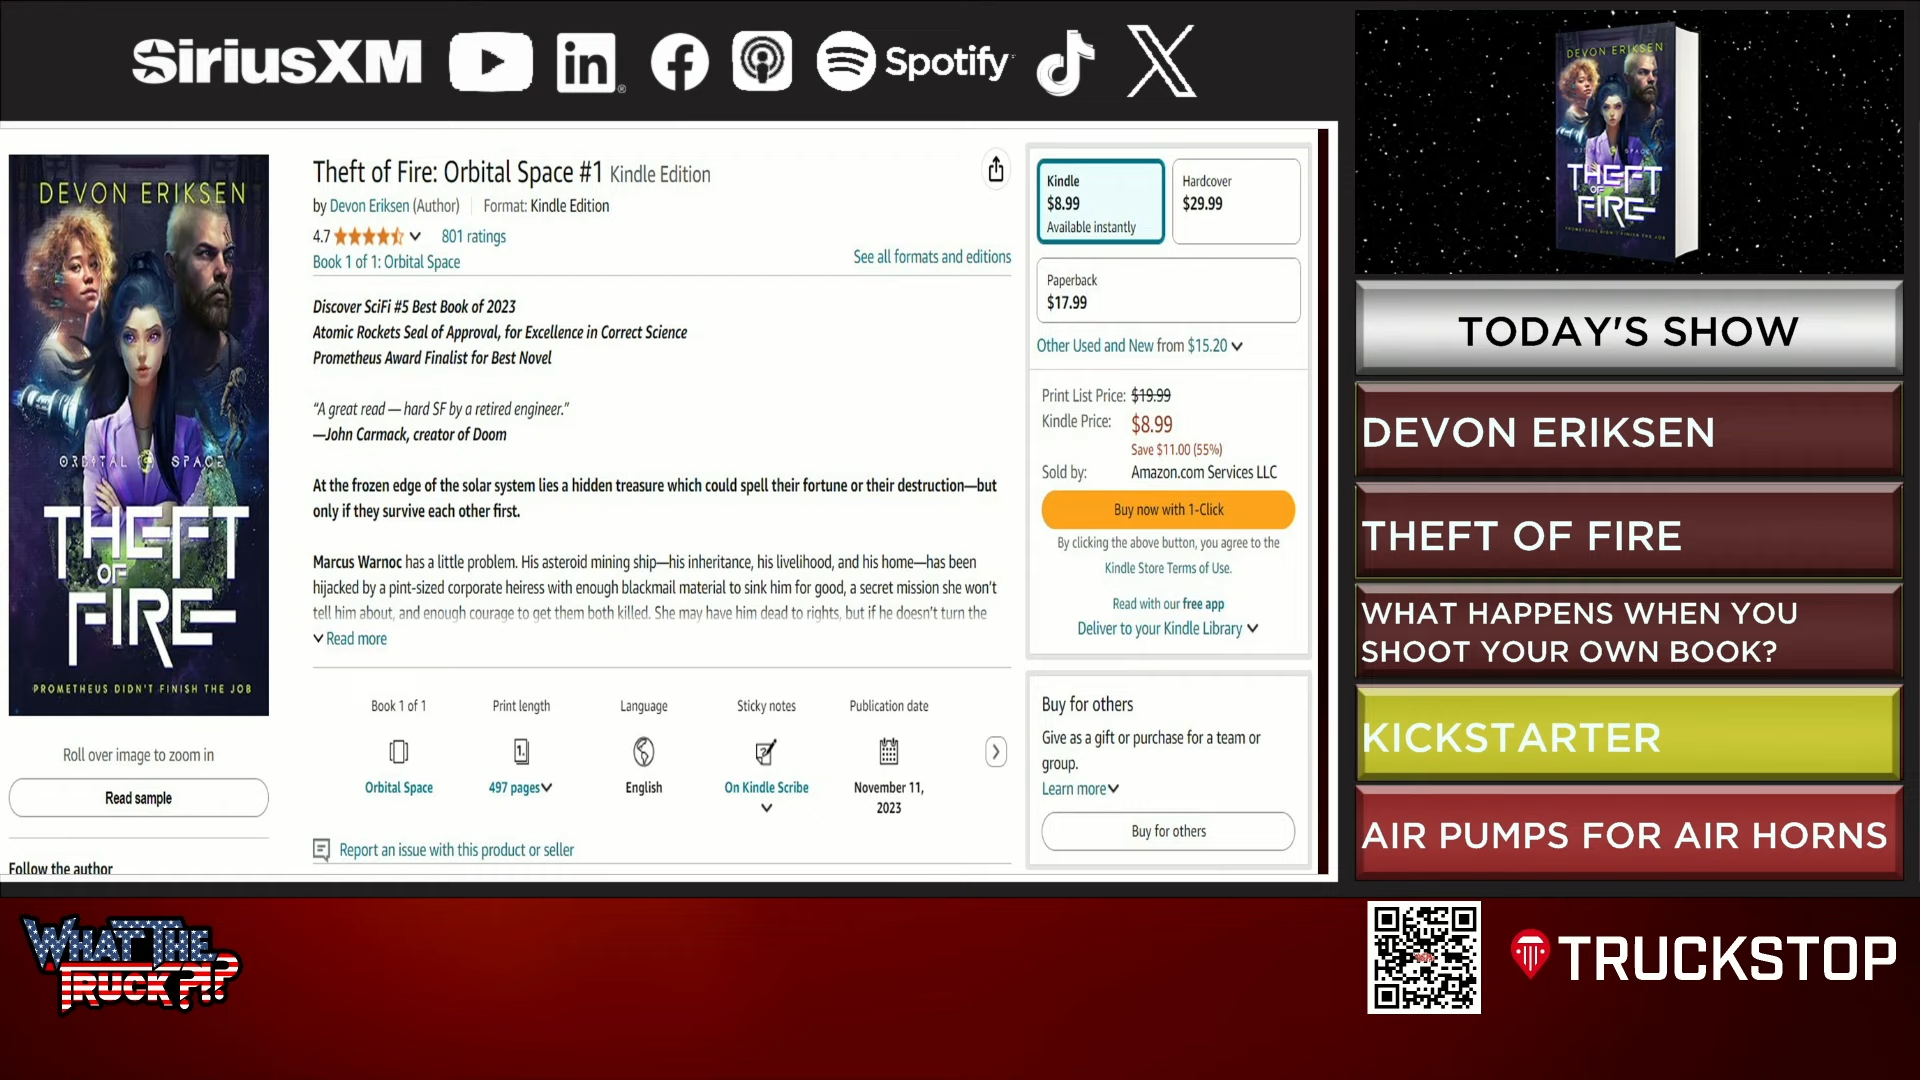 SiriusXM
Spotify
DEVON ERIKSEN
ORBITAL SPACE
THEFT
OF
FIRE
PROMETHEUS DIDN'T FINISH THE JOB
Roll over image to zoom in
Read sample
Follow the author
Theft of Fire: Orbital Space #1 Kindle Edition
by Devon Eriksen (Author) Format: Kindle Edition
4.7 801 ratings
Book 1 of 1: Orbital Space
See all formats and editions
Discover SciFi #5 Best Book of 2023
Atomic Rockets Seal of Approval, for Excellence in Correct Science
Prometheus Award Finalist for Best Novel
“A great read — hard SF by a retired engineer.”
—John Carmack, creator of Doom
At the frozen edge of the solar system lies a hidden treasure which could spell their fortune or their destruction—but
only if they survive each other first.
Marcus Warnoc has a little problem. His asteroid mining ship—his inheritance, his livelihood, and his home—has been
hijacked by a pint-sized corporate heiress with enough blackmail material to sink him for good, a secret mission she won't
tell him about, and enough courage to get them both killed. She may have him dead to rights, but if he doesn't turn the
Read more
Book 1 of 1
Orbital Space
Print length
1.
497 pages
Language
English
Sticky notes
On Kindle Scribe
Publication date
November 11,
2023
Report an issue with this product or seller
Kindle
$8.99
Available instantly
Hardcover
$29.99
Paperback
$17.99
Other Used and New from $15.20
Print List Price: $19.99
Kindle Price: $8.99
Save $11.00 (55%)
Sold by: Amazon.com Services LLC
Buy now with 1-Click
By clicking the above button, you agree to the
Kindle Store Terms of Use.
Read with our free app
Deliver to your Kindle Library
Buy for others
Give as a gift or purchase for a team or
group.
Learn more
Buy for others
DEVON ERIKSEN
ORBITAL SPACE
THEFT
OF
FIRE
PROMETHEUS DIDN'T FINISH THE JOB
TODAY'S SHOW
DEVON ERIKSEN
THEFT OF FIRE
WHAT HAPPENS WHEN YOU
SHOOT YOUR OWN BOOK?
KICKSTARTER
AIR PUMPS FOR AIR HORNS
WHAT THE
TRUCK?!?
TRUCKSTOP